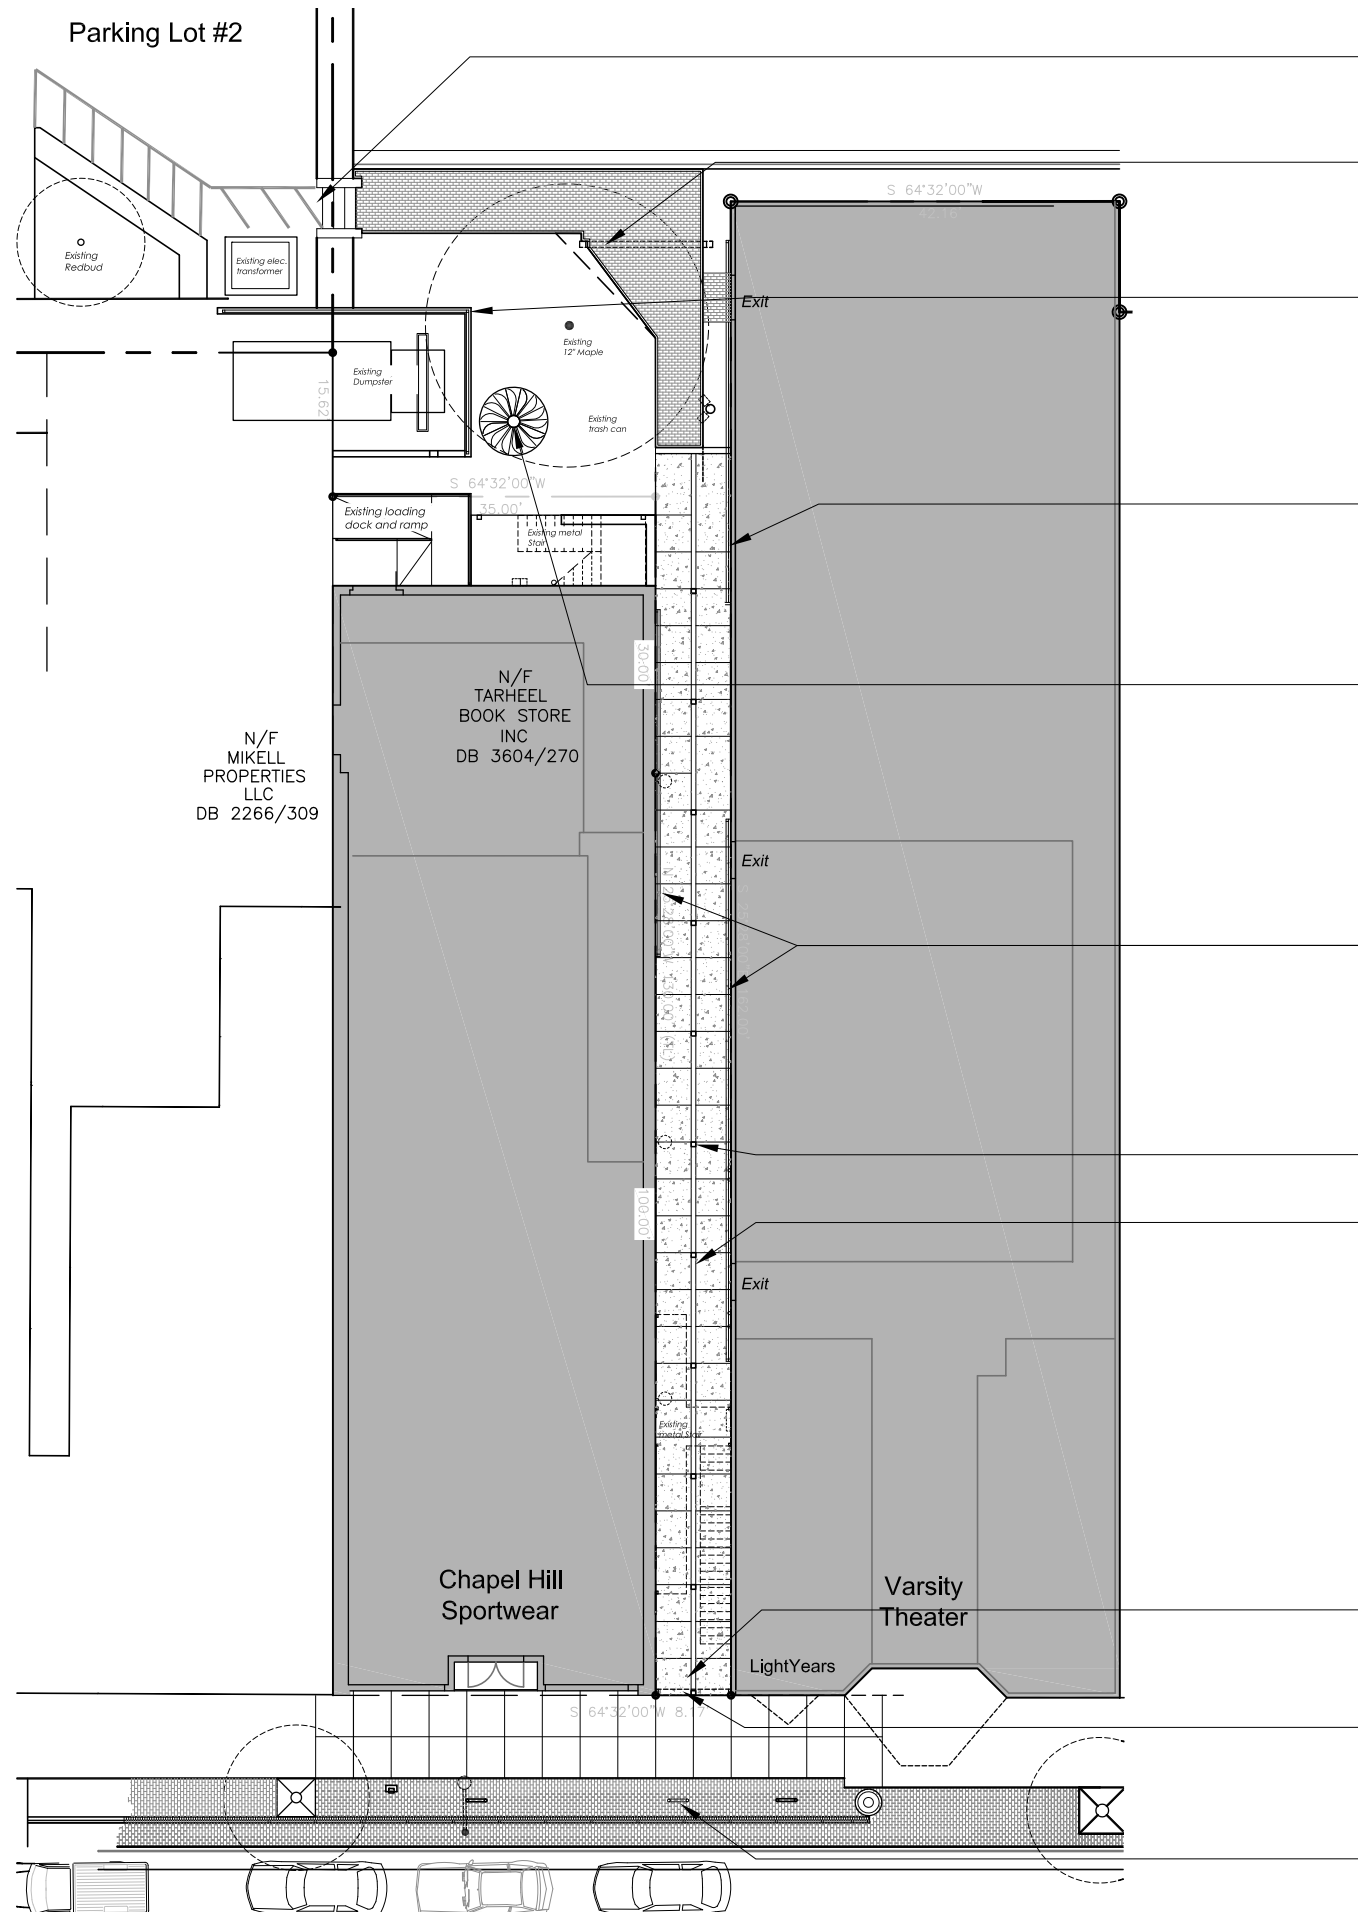 Parking Lot #2
S 64°32'00"W
42.16
Existing
Redbud
Existing elec.
transformer
Exit
Existing
12" Maple
Existing
Dumpster
15.62
Existing
trash can
S 64°32'00"W
35.00'
Existing loading
dock and ramp
Existing metal
Stair
30.00'
N/F
TARHEEL
BOOK STORE
INC
DB 3604/270
N/F
MIKELL
PROPERTIES
LLC
DB 2266/309
Exit
100.00'
Exit
Existing
metal Stair
Chapel Hill
Sportwear
Varsity
Theater
LightYears
S 64°32'00"W 8.17'